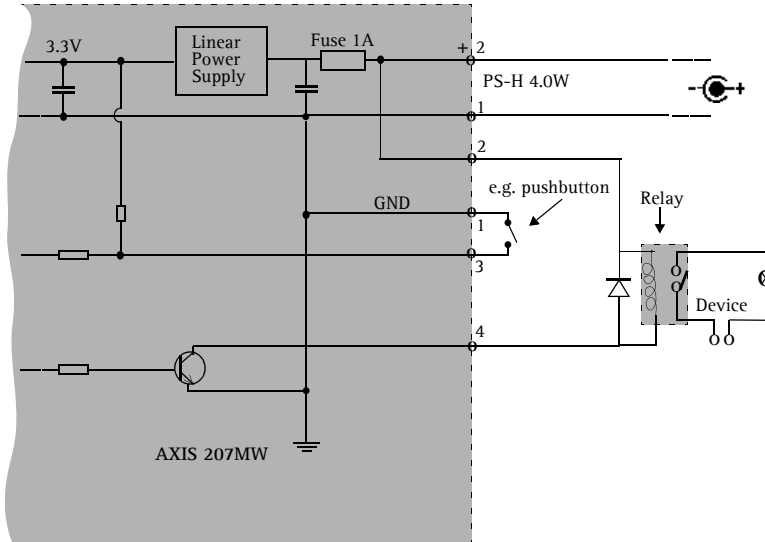 3.3V
Linear
Power
Supply
Fuse 1A
+ 2
PS-H 4.0W
- +
1
2
e.g. pushbutton
Relay
GND
1
3
Device
4
AXIS 207MW